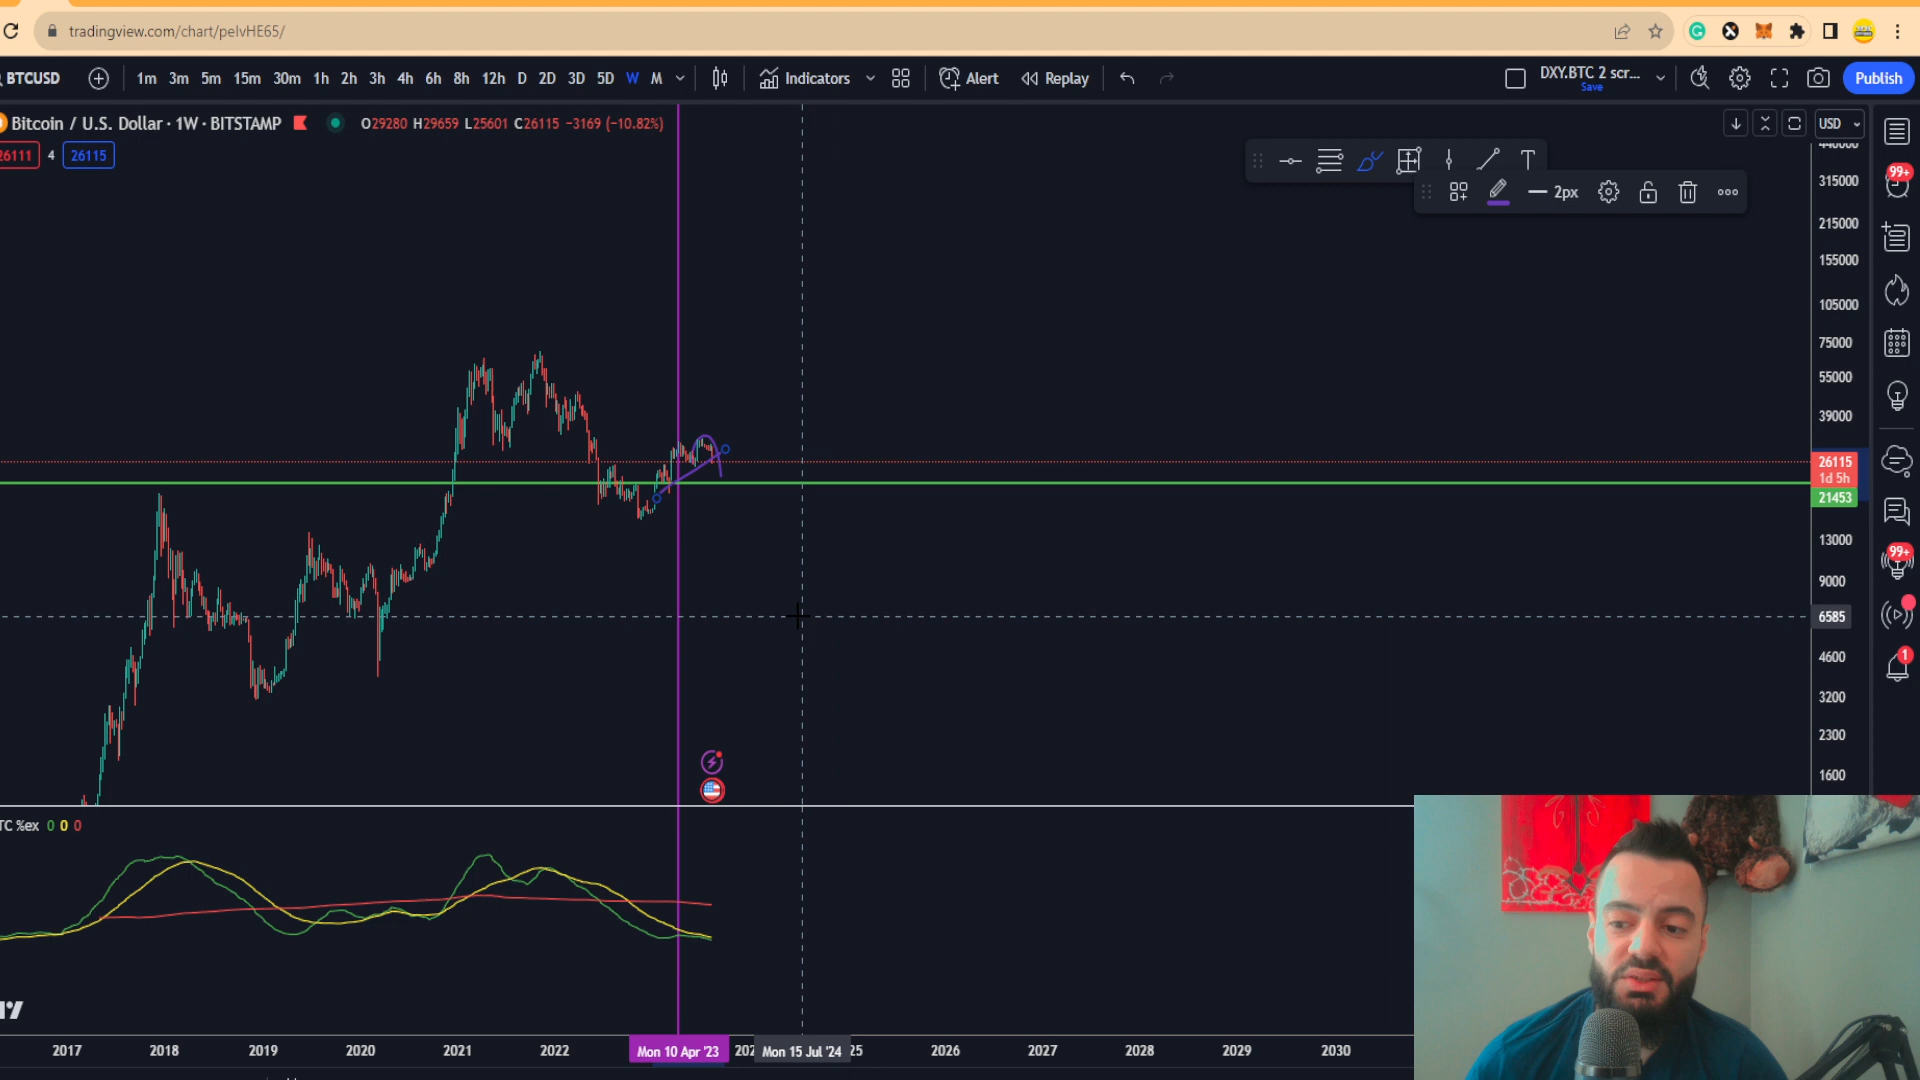 tradingview.com/chart/pelvHE65/
BTCUSD 1m 3m 5m 15m 30m 1h 2h 3h 4h 6h 8h 12h D 2D 3D 5D W M Indicators Alert Replay DXY.BTC 2 scr... Save Publish
Bitcoin / U.S. Dollar · 1W · BITSTAMP O29280 H29659 L25601 C26115 −3169 (−10.82%) USD
26111 4 26115
T
2px
99+
315000
215000
155000
105000
75000
55000
39000
26115
1d 5h
21453
13000
99+
9000
6585
4600
1
3200
2300
1600
TC %ex 0 0 0
2017 2018 2019 2020 2021 2022 Mon 10 Apr '23 202 Mon 15 Jul '24 25 2026 2027 2028 2029 2030